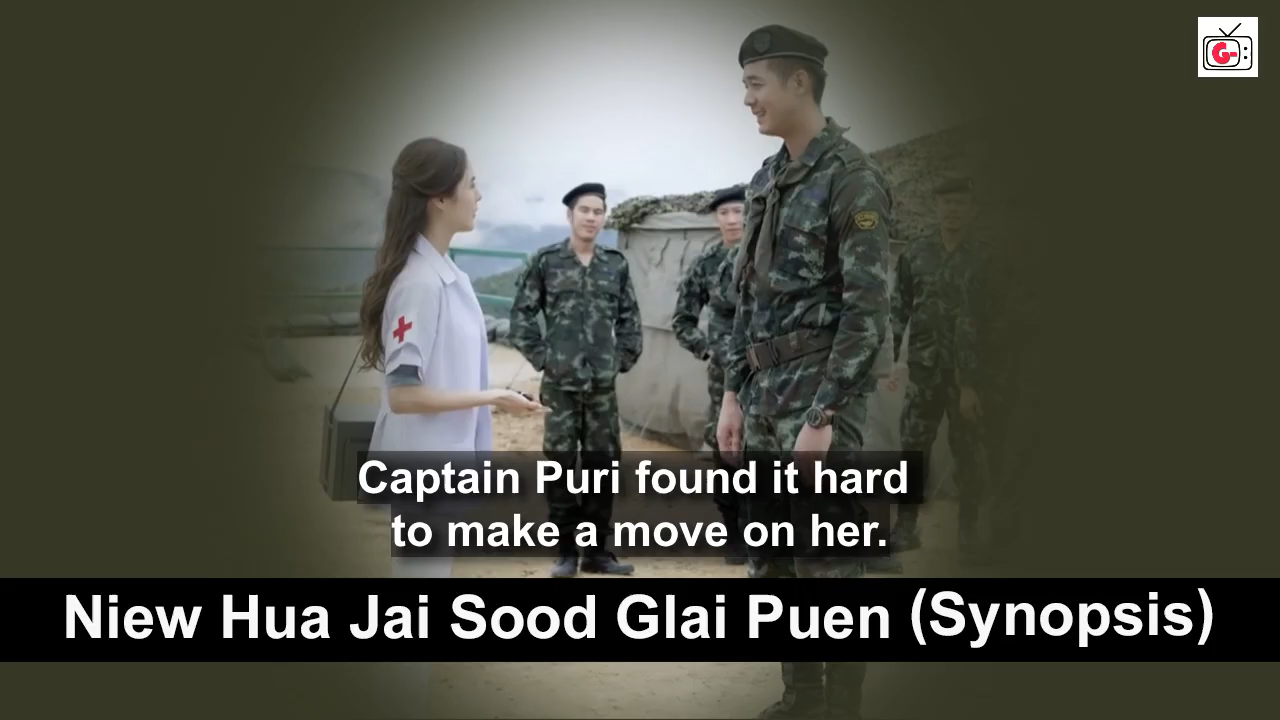 G-
Captain Puri found it hard
to make a move on her.
Niew Hua Jai Sood Glai Puen (Synopsis)